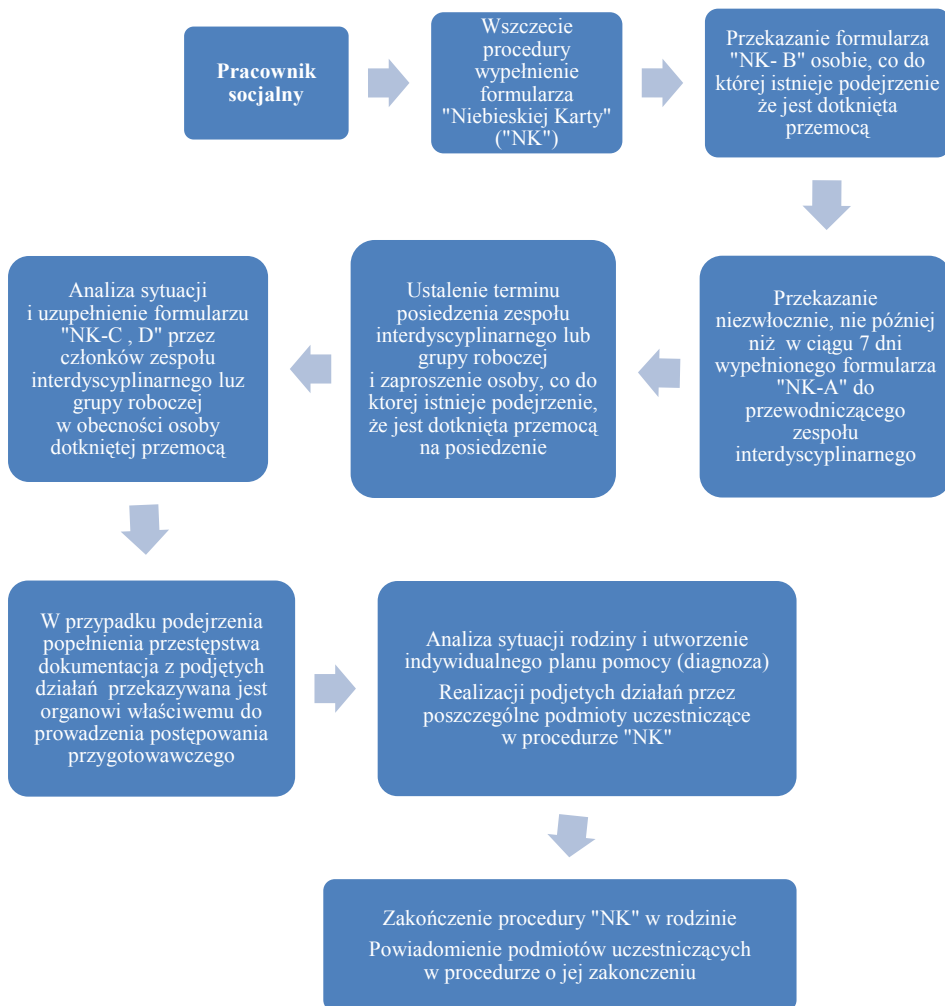 Pracownik
socjalny
Wszczecie
procedury
wypełnienie
formularza
"Niebieskiej Karty"
("NK")
Przekazanie formularza
"NK- B" osobie, co do
której istnieje podejrzenie
że jest dotknięta
przemocą
Przekazanie
niezwłocznie, nie później
niż w ciągu 7 dni
wypełnionego formularza
"NK-A" do
przewodniczącego
zespołu
interdyscyplinarnego
Ustalenie terminu
posiedzenia zespołu
interdyscyplinarnego lub
grupy roboczej
i zaproszenie osoby, co do
ktorej istnieje podejrzenie,
że jest dotknięta przemocą
na posiedzenie
Analiza sytuacji
i uzupełnienie formularzu
"NK-C , D" przez
członków zespołu
interdyscyplinarnego luz
grupy roboczej
w obecności osoby
dotkniętej przemocą
W przypadku podejrzenia
popełnienia przestępstwa
dokumentacja z podjętych
działań przekazywana jest
organowi właściwemu do
prowadzenia postępowania
przygotowawczego
Analiza sytuacji rodziny i utworzenie
indywidualnego planu pomocy (diagnoza)
Realizacji podjetych działań przez
poszczególne podmioty uczestniczące
w procedurze "NK"
Zakończenie procedury "NK" w rodzinie
Powiadomienie podmiotów uczestniczących
w procedurze o jej zakonczeniu